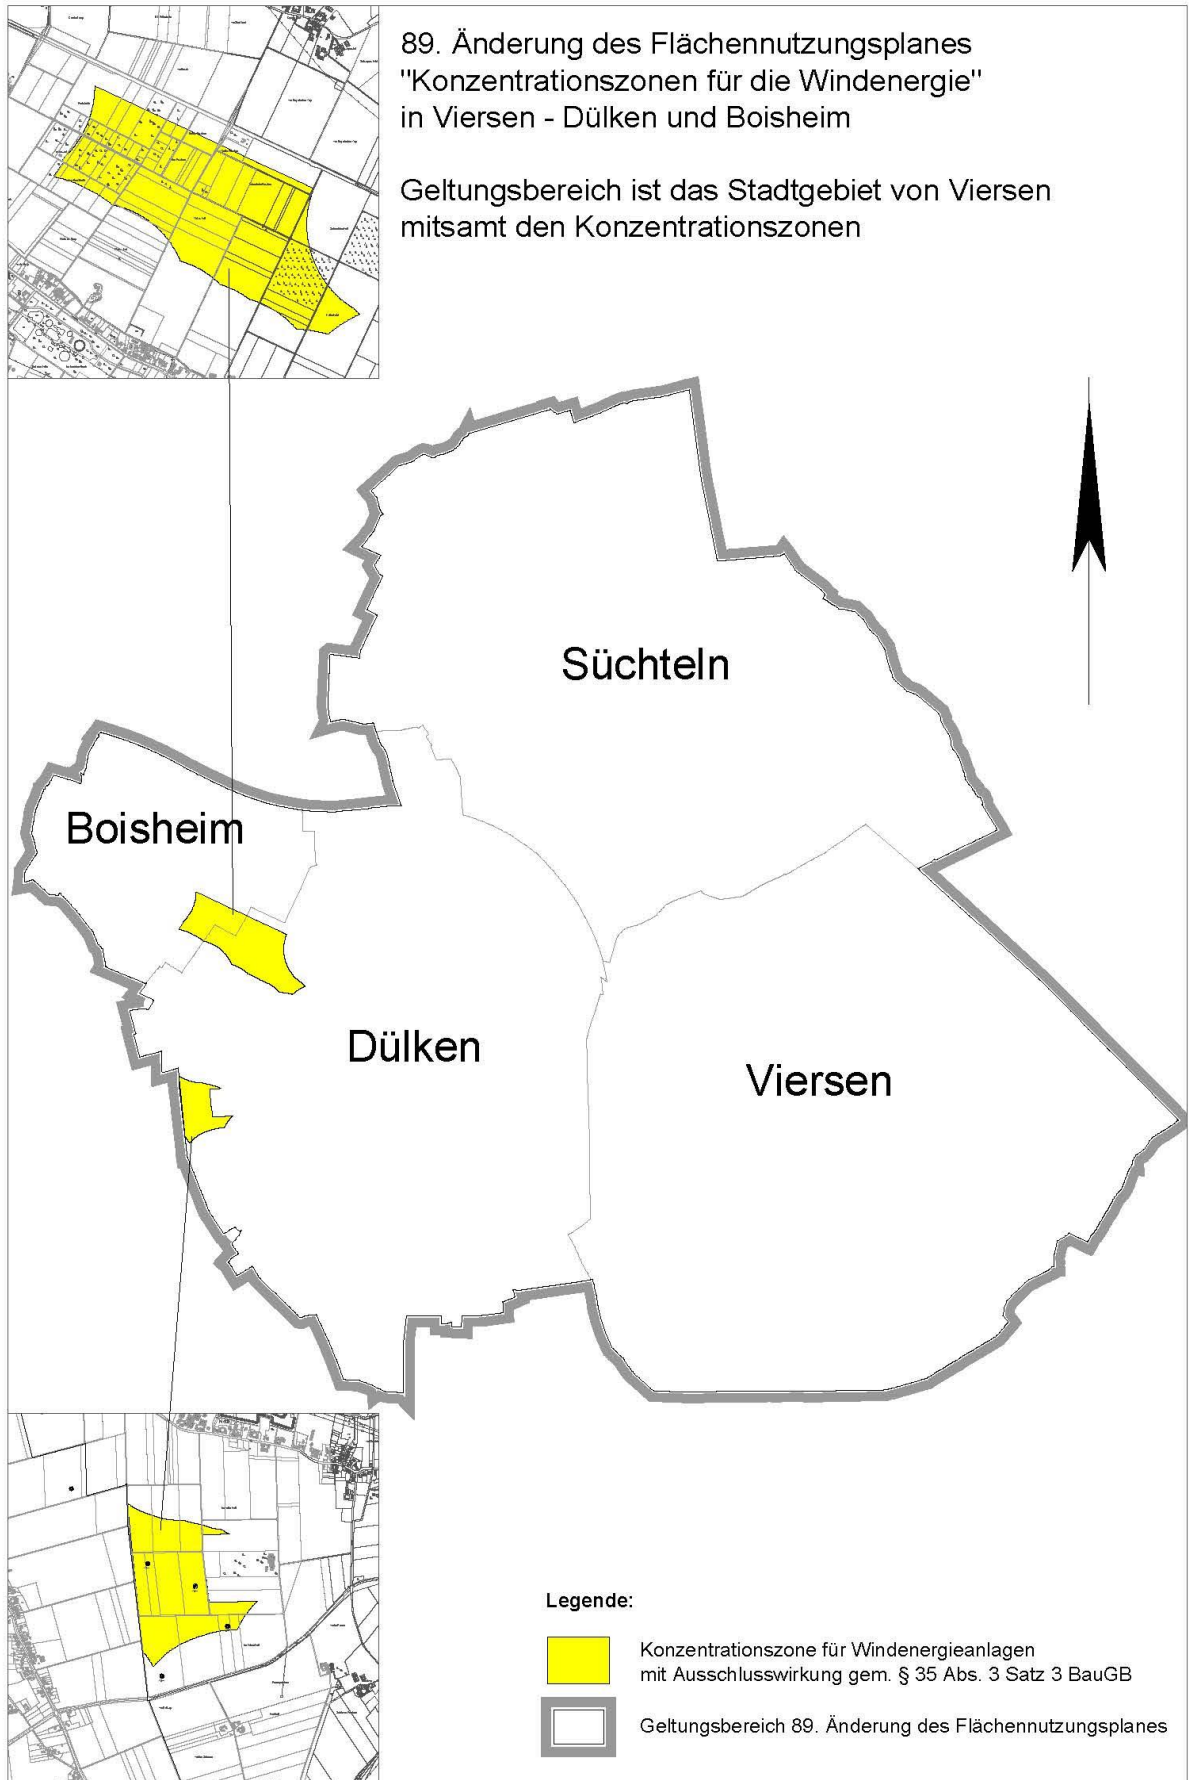 89. Änderung des Flächennutzungsplanes
"Konzentrationszonen für die Windenergie"
in Viersen - Dülken und Boisheim
Geltungsbereich ist das Stadtgebiet von Viersen
mitsamt den Konzentrationszonen
Süchteln
Boisheim
Dülken
Viersen
Legende:
Konzentrationszone für Windenergieanlagen
mit Ausschlusswirkung gem. § 35 Abs. 3 Satz 3 BauGB
Geltungsbereich 89. Änderung des Flächennutzungsplanes